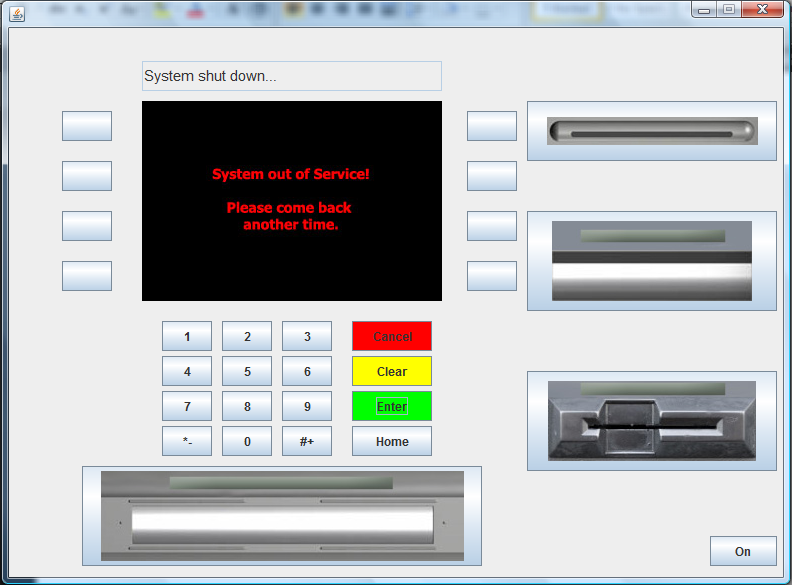 System shut down...
System out of Service!
Please come back
another time.
1 2 3 Cancel
4 5 6 Clear
7 8 9 Enter
*- 0 #+ Home
On